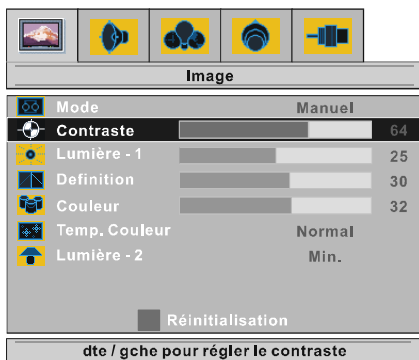 Image
Mode Manuel
Contraste 64
Lumière - 1 25
Definition 30
Couleur 32
Temp. Couleur Normal
Lumière - 2 Min.
Réinitialisation
dte / gche pour régler le contraste